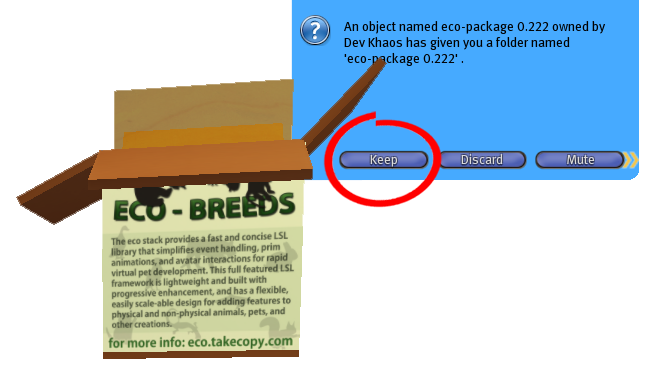 An object named eco-package 0.222 owned by
Dev Khaos has given you a folder named
'eco-package 0.222' .
Keep
Discard
Mute
ECO - BREEDS
The eco stack provides a fast and concise LSL
library that simplifies event handling, prim
animations, and avatar interactions for rapid
virtual pet development. This full featured LSL
framework is lightweight and built with
progressive enhancement, and has a flexible,
easily scale-able design for adding features to
physical and non-physical animals, pets, and
other creations.
for more info: eco.takecopy.com